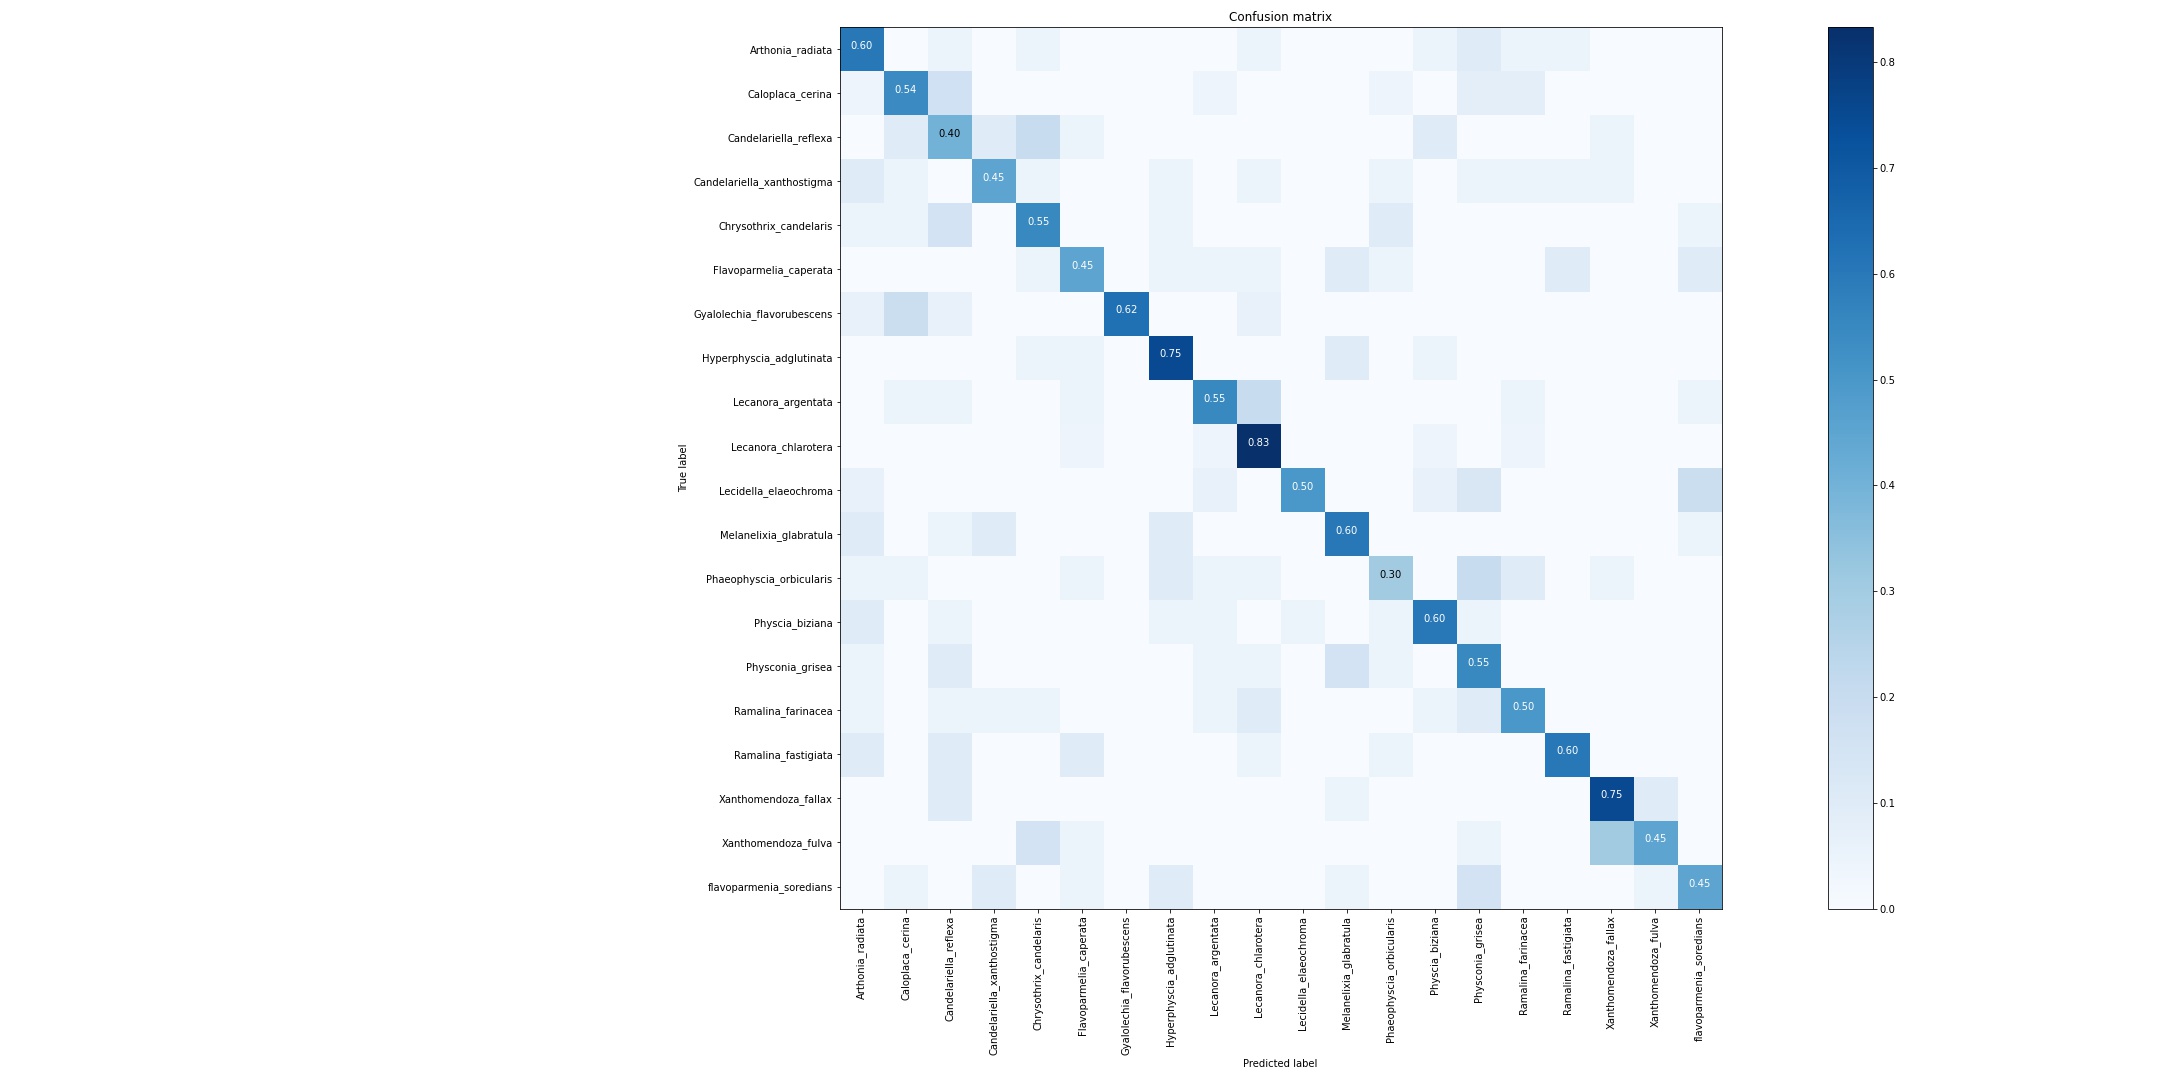 Confusion matrix
Arthonia_radiata
Caloplaca_cerina
Candelariella_reflexa
Candelariella_xanthostigma
Chrysothrix_candelaris
Flavoparmelia_caperata
Gyalolechia_flavorubescens
Hyperphyscia_adglutinata
Lecanora_argentata
Lecanora_chlarotera
Lecidella_elaeochroma
Melanelixia_glabratula
Phaeophyscia_orbicularis
Physcia_biziana
Physconia_grisea
Ramalina_farinacea
Ramalina_fastigiata
Xanthomendoza_fallax
Xanthomendoza_fulva
flavoparmenia_soredians
True label
0.60
0.54
0.40
0.45
0.55
0.45
0.62
0.75
0.55
0.83
0.50
0.60
0.30
0.60
0.55
0.50
0.60
0.75
0.45
0.45
Arthonia_radiata
Caloplaca_cerina
Candelariella_reflexa
Candelariella_xanthostigma
Chrysothrix_candelaris
Flavoparmelia_caperata
Gyalolechia_flavorubescens
Hyperphyscia_adglutinata
Lecanora_argentata
Lecanora_chlarotera
Lecidella_elaeochroma
Melanelixia_glabratula
Phaeophyscia_orbicularis
Physcia_biziana
Physconia_grisea
Ramalina_farinacea
Ramalina_fastigiata
Xanthomendoza_fallax
Xanthomendoza_fulva
flavoparmenia_soredians
Predicted label
0.8
0.7
0.6
0.5
0.4
0.3
0.2
0.1
0.0